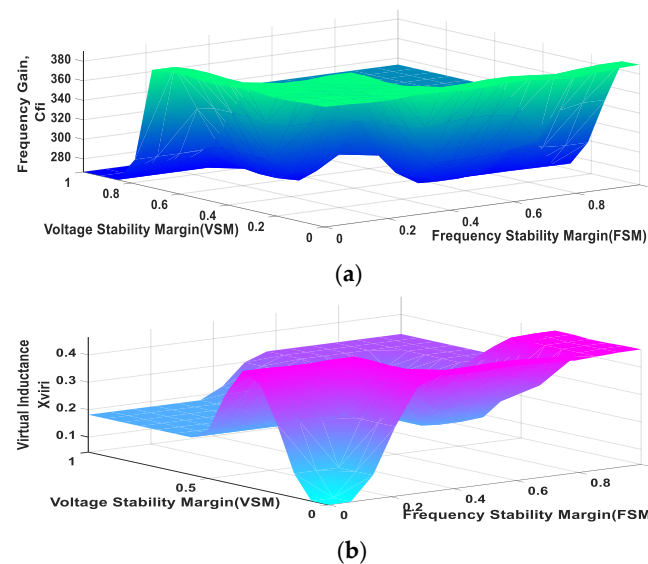 Frequency Gain,
Cfi
380
360
340
320
300
280
1
0.8
0.6
0.4
0.2
0
0
0.2
0.4
0.6
0.8
Voltage Stability Margin(VSM)
Frequency Stability Margin(FSM)
(a)
Virtual Inductance
Xviri
0.4
0.3
0.2
0.1
1
0.5
0
0
0.2
0.4
0.6
0.8
Voltage Stability Margin(VSM)
Frequency Stability Margin(FSM
(b)